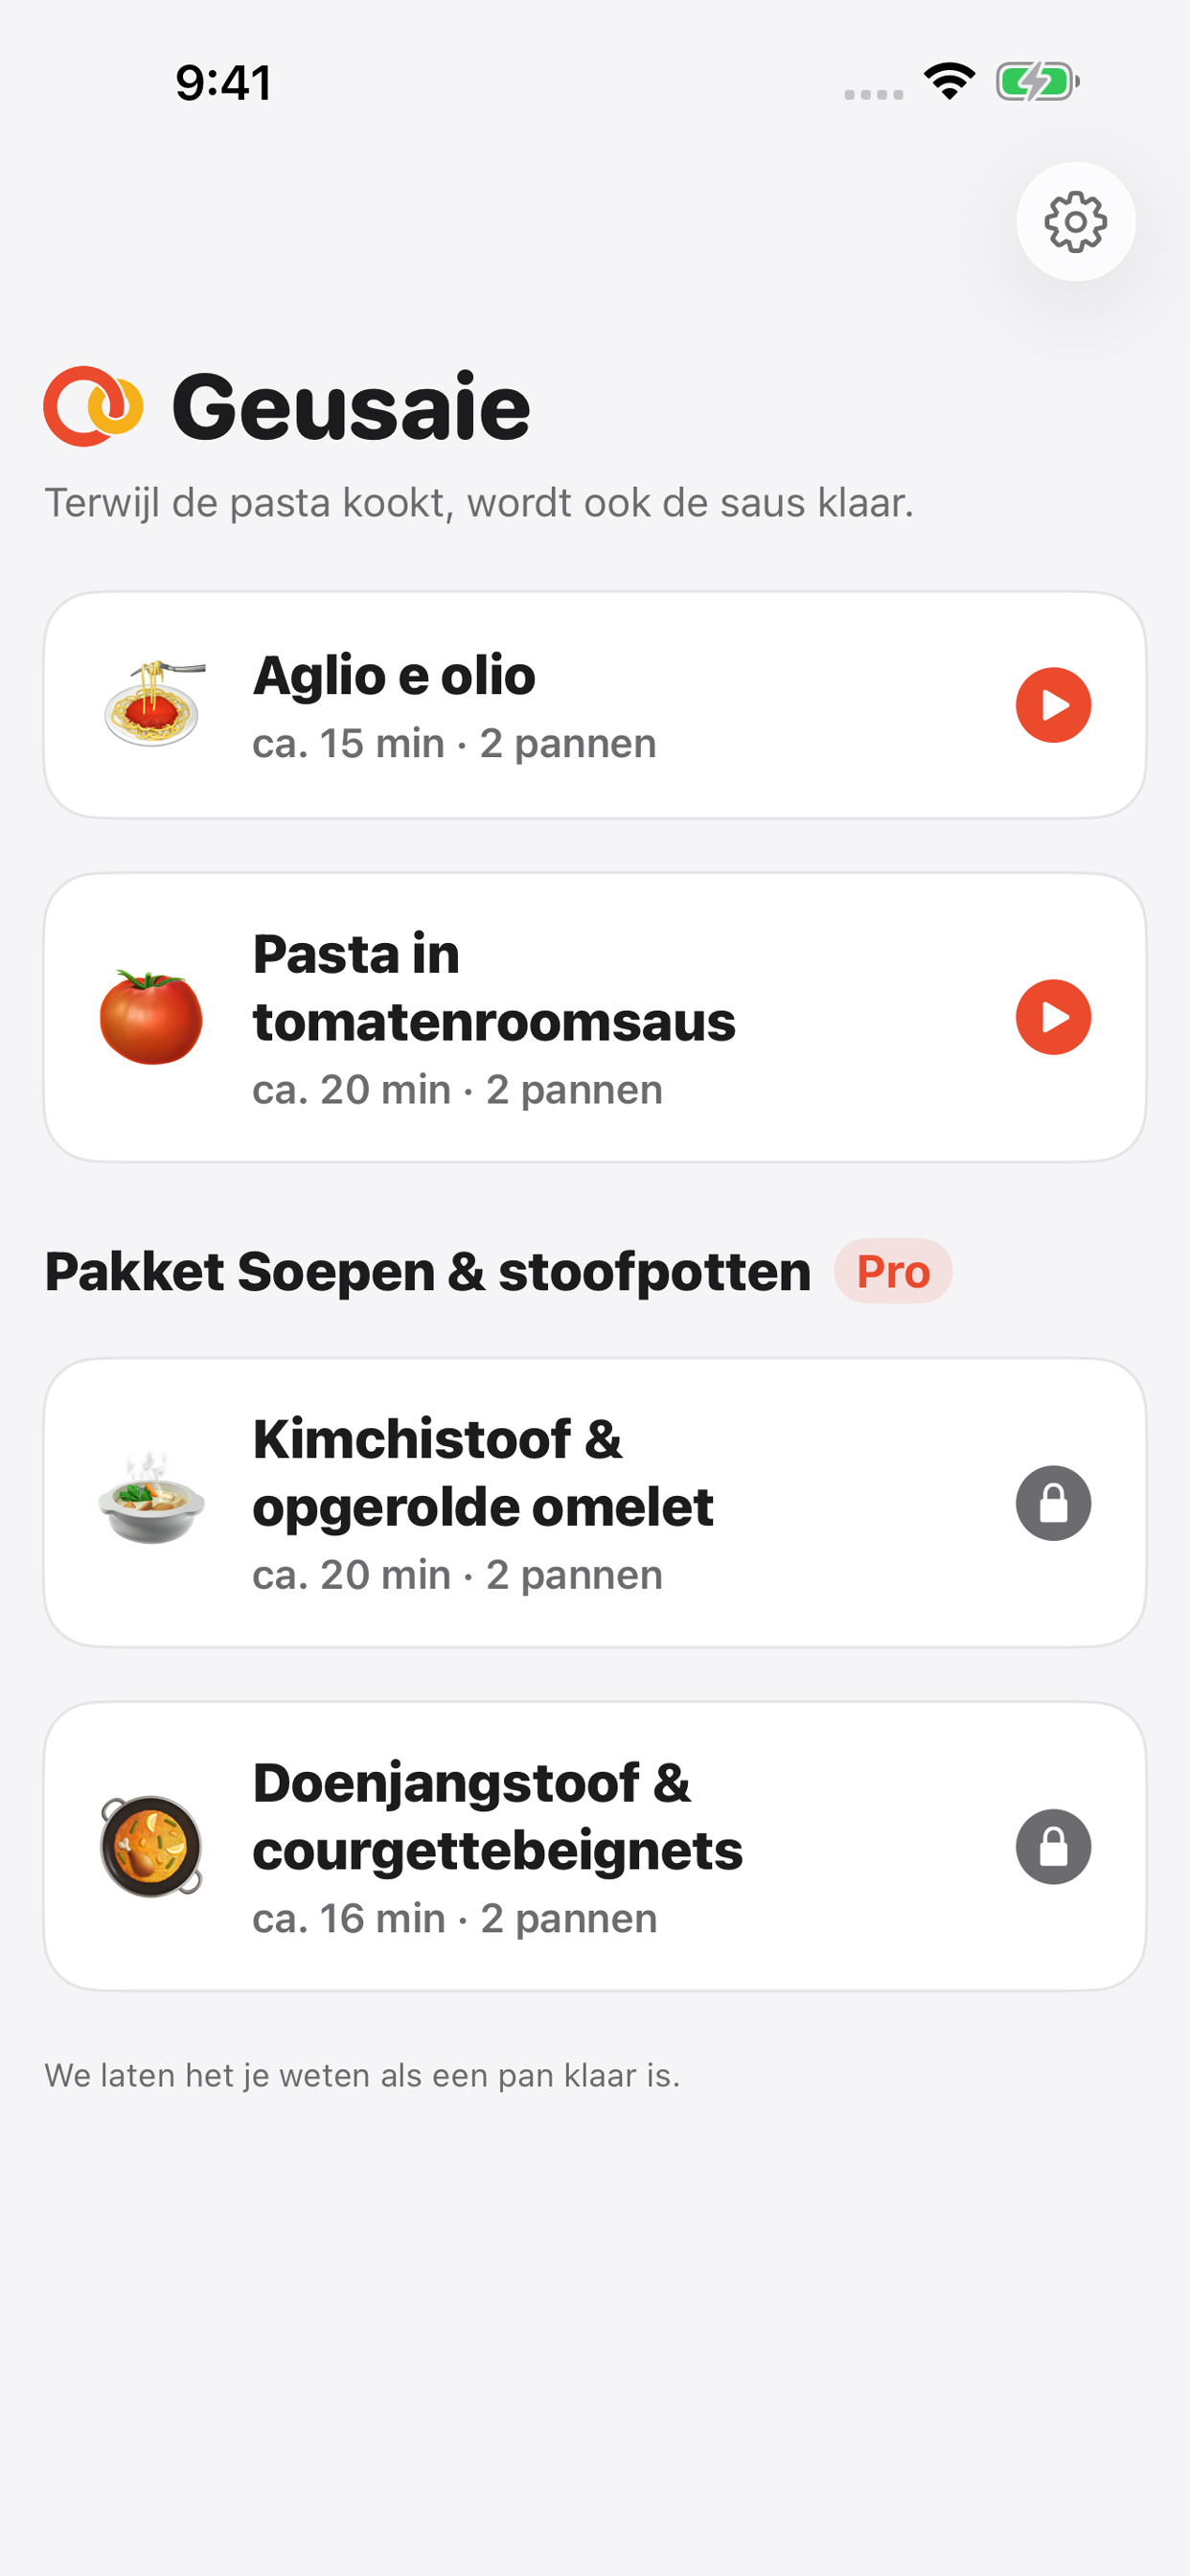 9:41
Geusaie
Terwijl de pasta kookt, wordt ook de saus klaar.
Aglio e olio
ca. 15 min · 2 pannen
Pasta in
tomatenroomsaus
ca. 20 min · 2 pannen
Pakket Soepen & stoofpotten Pro
Kimchistoof &
opgerolde omelet
ca. 20 min · 2 pannen
Doenjangstoof &
courgettebeignets
ca. 16 min · 2 pannen
We laten het je weten als een pan klaar is.